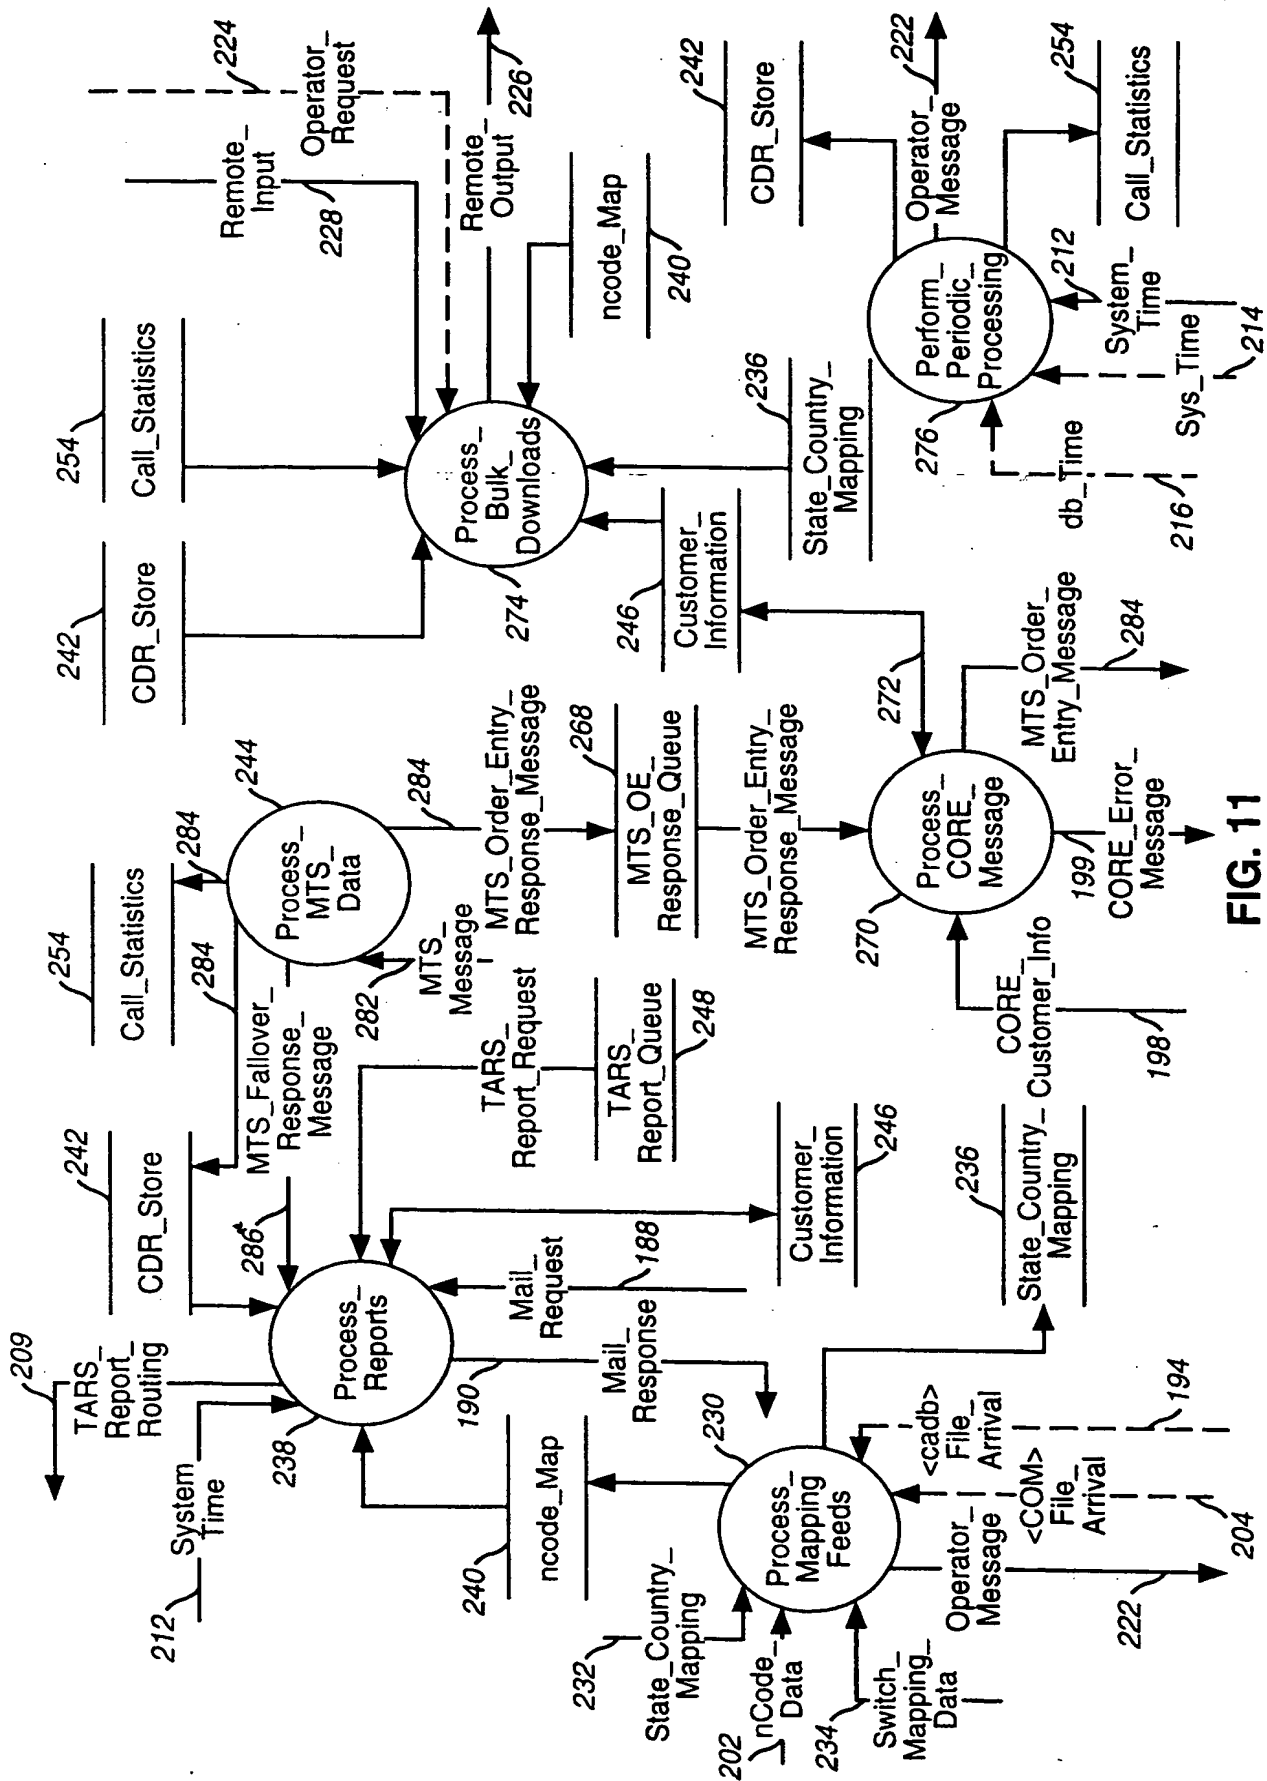 209
TARS_
Report_
Routing
212
System
Time
238
Process_
Reports
242
CDR_Store
286
MTS_Fallover_
Response_
Message
284
254
Call_Statistics
284
244
Process_
MTS_
Data
282
MTS_
Message
284
MTS_Order_Entry_
Response_Message
268
MTS_OE_
Response_Queue
MTS_Order_Entry_
Response_Message
TARS_
Report_Request
TARS_
Report_Queue
248
Mail_
Request
188
190
Mail_
Response
Customer_
Information
246
240
ncode_Map
230
Process_
Mapping
Feeds
232
State_Country_
Mapping
202
nCode_
Data
234
Switch_
Mapping_
Data
Operator_
Message
222
<COM>
File_
Arrival
204
<cadb>
File_
Arrival
194
236
State_Country_
Mapping
CORE_
Customer_Info
198
270
Process_
CORE_
Message
199
CORE_Error_
Message
272
MTS_Order_
Entry_Message
284
242
CDR_Store
254
Call_Statistics
Remote_
Input
228
224
Operator_
Request
274
Process_
Bulk_
Downloads
Remote_
Output
226
ncode_Map
240
246
Customer_
Information
236
State_Country_
Mapping
242
CDR_Store
Operator_
Message
222
276
Perform_
Periodic_
Processing
254
Call_Statistics
212
System_
Time
Sys_Time
214
db_Time
216
FIG. 11